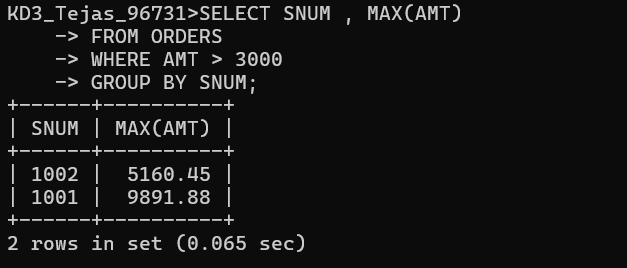 KD3_Tejas_96731>SELECT SNUM , MAX(AMT)
    -> FROM ORDERS
    -> WHERE AMT > 3000
    -> GROUP BY SNUM;
+------+----------+
| SNUM | MAX(AMT) |
+------+----------+
| 1002 |  5160.45 |
| 1001 |  9891.88 |
+------+----------+
2 rows in set (0.065 sec)